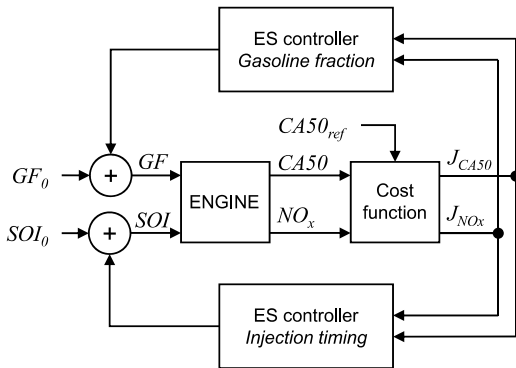 ES controller
Gasoline fraction
CA50ref
GF0
+
GF
ENGINE
CA50
Cost
function
JCA50
SOI0
+
SOI
NOx
JNOx
ES controller
Injection timing